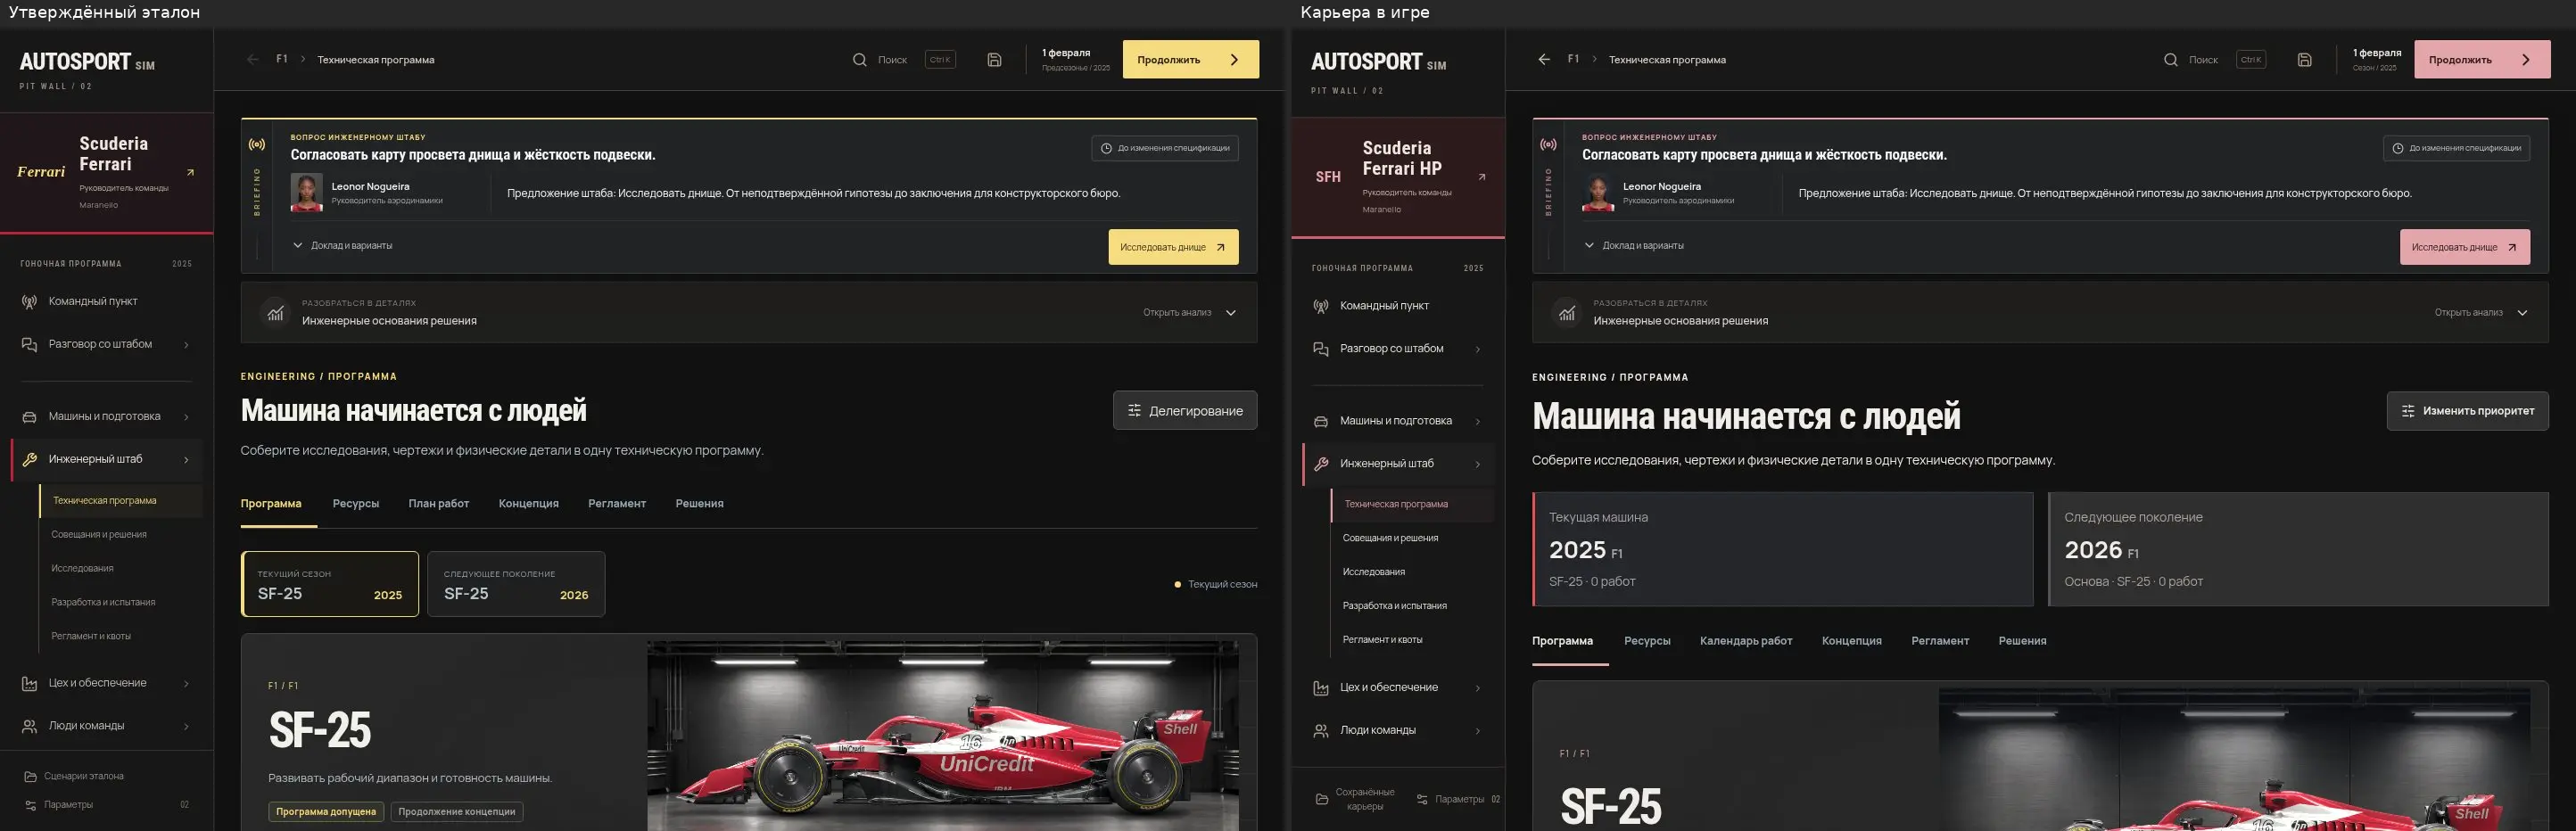 Утверждённый эталон
AUTOSPORT SIM
PIT WALL / 02
Ferrari
Scuderia
Ferrari
Руководитель команды
Maranello
ГОНОЧНАЯ ПРОГРАММА 2025
Командный пункт
Разговор со штабом
Машины и подготовка
Инженерный штаб
Техническая программа
Совещания и решения
Исследования
Разработка и испытания
Регламент и квоты
Цех и обеспечение
Люди команды
Сценарии эталона
Параметры 02
F1 > Техническая программа
Поиск Ctrl K
1 февраля
Предсезонье / 2025
Продолжить
BRIEFING
ВОПРОС ИНЖЕНЕРНОМУ ШТАБУ
Согласовать карту просвета днища и жёсткость подвески.
До изменения спецификации
Leonor Nogueira
Руководитель аэродинамики
Предложение штаба: Исследовать днище. От неподтверждённой гипотезы до заключения для конструкторского бюро.
Доклад и варианты
Исследовать днище
РАЗОБРАТЬСЯ В ДЕТАЛЯХ
Инженерные основания решения
Открыть анализ
ENGINEERING / ПРОГРАММА
Машина начинается с людей
Делегирование
Соберите исследования, чертежи и физические детали в одну техническую программу.
Программа Ресурсы План работ Концепция Регламент Решения
ТЕКУЩИЙ СЕЗОН
SF-25 2025
СЛЕДУЮЩЕЕ ПОКОЛЕНИЕ
SF-25 2026
Текущий сезон
F1 / F1
SF-25
Развивать рабочий диапазон и готовность машины.
Программа допущена Продолжение концепции
UniCredit
16
hp
Shell
UniCredit
IBM
Карьера в игре
AUTOSPORT SIM
PIT WALL / 02
SFH
Scuderia
Ferrari HP
Руководитель команды
Maranello
ГОНОЧНАЯ ПРОГРАММА 2025
Командный пункт
Разговор со штабом
Машины и подготовка
Инженерный штаб
Техническая программа
Совещания и решения
Исследования
Разработка и испытания
Регламент и квоты
Цех и обеспечение
Люди команды
Сохранённые
карьеры
Параметры 02
F1 > Техническая программа
Поиск Ctrl K
1 февраля
Сезон / 2025
Продолжить
BRIEFING
ВОПРОС ИНЖЕНЕРНОМУ ШТАБУ
Согласовать карту просвета днища и жёсткость подвески.
До изменения спецификации
Leonor Nogueira
Руководитель аэродинамики
Предложение штаба: Исследовать днище. От неподтверждённой гипотезы до заключения для конструкторского бюро.
Доклад и варианты
Исследовать днище
РАЗОБРАТЬСЯ В ДЕТАЛЯХ
Инженерные основания решения
Открыть анализ
ENGINEERING / ПРОГРАММА
Машина начинается с людей
Изменить приоритет
Соберите исследования, чертежи и физические детали в одну техническую программу.
Текущая машина
2025 F1
SF-25 · 0 работ
Следующее поколение
2026 F1
Основа · SF-25 · 0 работ
Программа Ресурсы Календарь работ Концепция Регламент Решения
F1 / F1
SF-25
16
hp
Shell